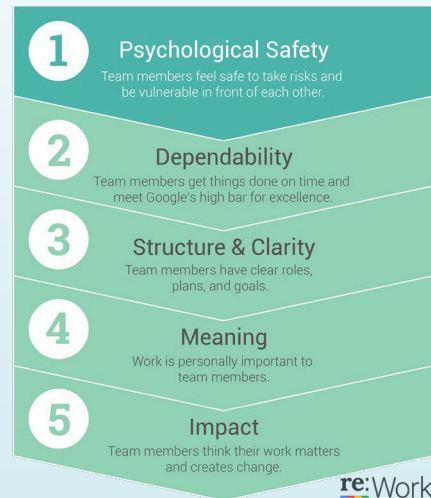 1
Psychological Safety
Team members feel safe to take risks and
be vulnerable in front of each other.
2
Dependability
Team members get things done on time and
meet Google's high bar for excellence.
3
Structure & Clarity
Team members have clear roles,
plans, and goals.
4
Meaning
Work is personally important to
team members.
5
Impact
Team members think their work matters
and creates change.
re:Work